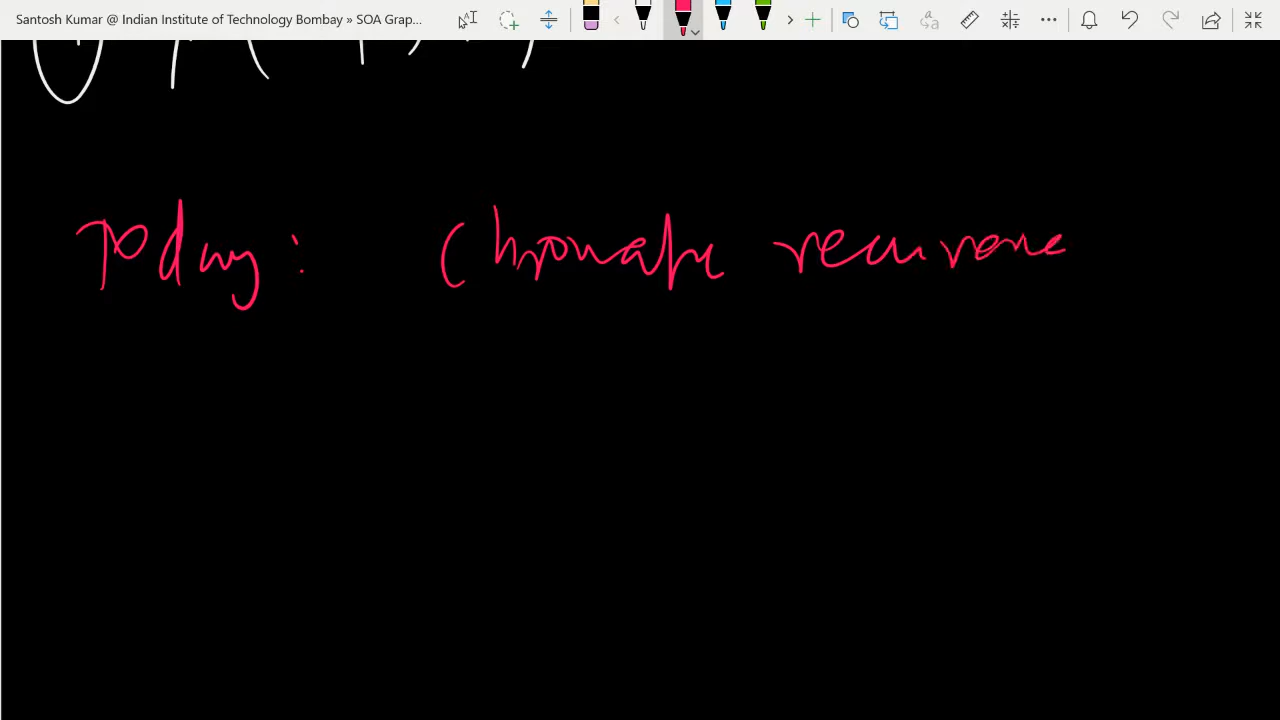 Santosh Kumar @ Indian Institute of Technology Bombay » SOA Grap...
Today: Chromatic recurrence